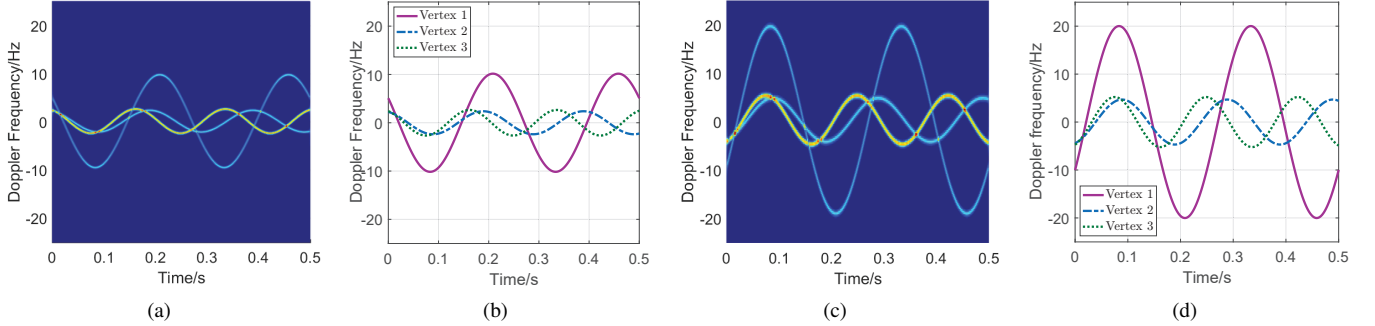 Doppler Frequency/Hz
20
10
0
-10
-20
0
0.1
0.2
0.3
0.4
0.5
Time/s
(a)
Doppler Frequency/Hz
20
10
0
-10
-20
Vertex 1
Vertex 2
Vertex 3
0
0.1
0.2
0.3
0.4
0.5
Time/s
(b)
Doppler Frequency/Hz
20
10
0
-10
-20
0
0.1
0.2
0.3
0.4
0.5
Time/s
(c)
Doppler frequency/Hz
20
10
0
-10
-20
Vertex 1
Vertex 2
Vertex 3
0
0.1
0.2
0.3
0.4
0.5
Time/s
(d)